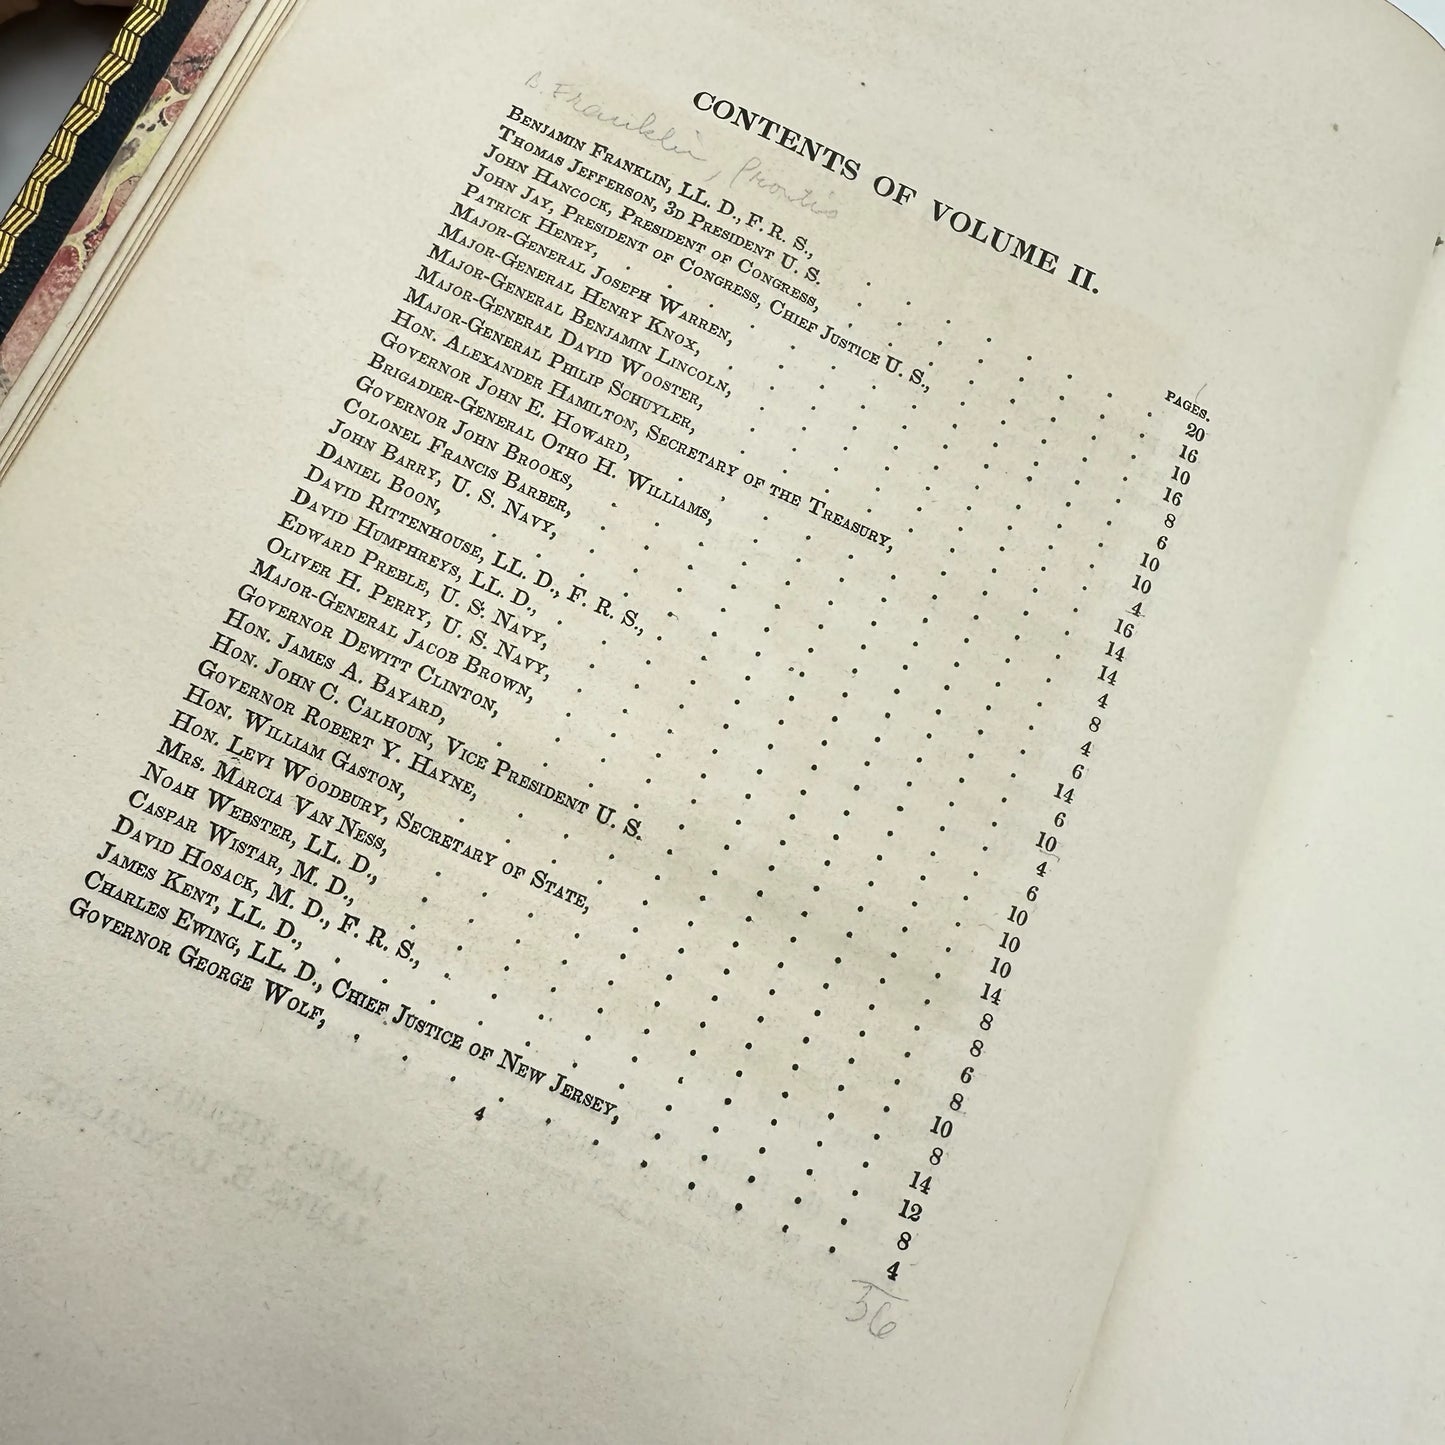 CONTENTS OF VOLUME II.
B. Franklin, Frontis
PAGES.
BENJAMIN FRANKLIN, LL. D., F. R. S., 20
THOMAS JEFFERSON, 3D PRESIDENT U. S. 16
JOHN HANCOCK, PRESIDENT OF CONGRESS, 10
JOHN JAY, PRESIDENT OF CONGRESS, CHIEF JUSTICE U. S., 16
PATRICK HENRY, 8
MAJOR-GENERAL JOSEPH WARREN, 6
MAJOR-GENERAL HENRY KNOX, 10
MAJOR-GENERAL BENJAMIN LINCOLN, 10
MAJOR-GENERAL DAVID WOOSTER, 4
MAJOR-GENERAL PHILIP SCHUYLER, 16
HON. ALEXANDER HAMILTON, SECRETARY OF THE TREASURY, 14
GOVERNOR JOHN E. HOWARD, 14
BRIGADIER-GENERAL OTHO H. WILLIAMS, 4
GOVERNOR JOHN BROOKS, 8
COLONEL FRANCIS BARBER, 4
JOHN BARRY, U. S. NAVY, 6
DANIEL BOON, 14
DAVID RITTENHOUSE, LL. D., F. R. S., 6
DAVID HUMPHREYS, LL. D., 10
EDWARD PREBLE, U. S. NAVY, 4
OLIVER H. PERRY, U. S. NAVY, 6
MAJOR-GENERAL JACOB BROWN, 10
GOVERNOR DEWITT CLINTON, 10
HON. JAMES A. BAYARD, 10
HON. JOHN C. CALHOUN, VICE PRESIDENT U. S. 14
GOVERNOR ROBERT Y. HAYNE, 8
HON. WILLIAM GASTON, 8
HON. LEVI WOODBURY, SECRETARY OF STATE, 6
MRS. MARCIA VAN NESS, 8
NOAH WEBSTER, LL. D., 10
CASPAR WISTAR, M. D., 8
DAVID HOSACK, M. D., F. R. S., 14
JAMES KENT, LL. D., 12
CHARLES EWING, LL. D., CHIEF JUSTICE OF NEW JERSEY, 8
GOVERNOR GEORGE WOLF, 4
4
56